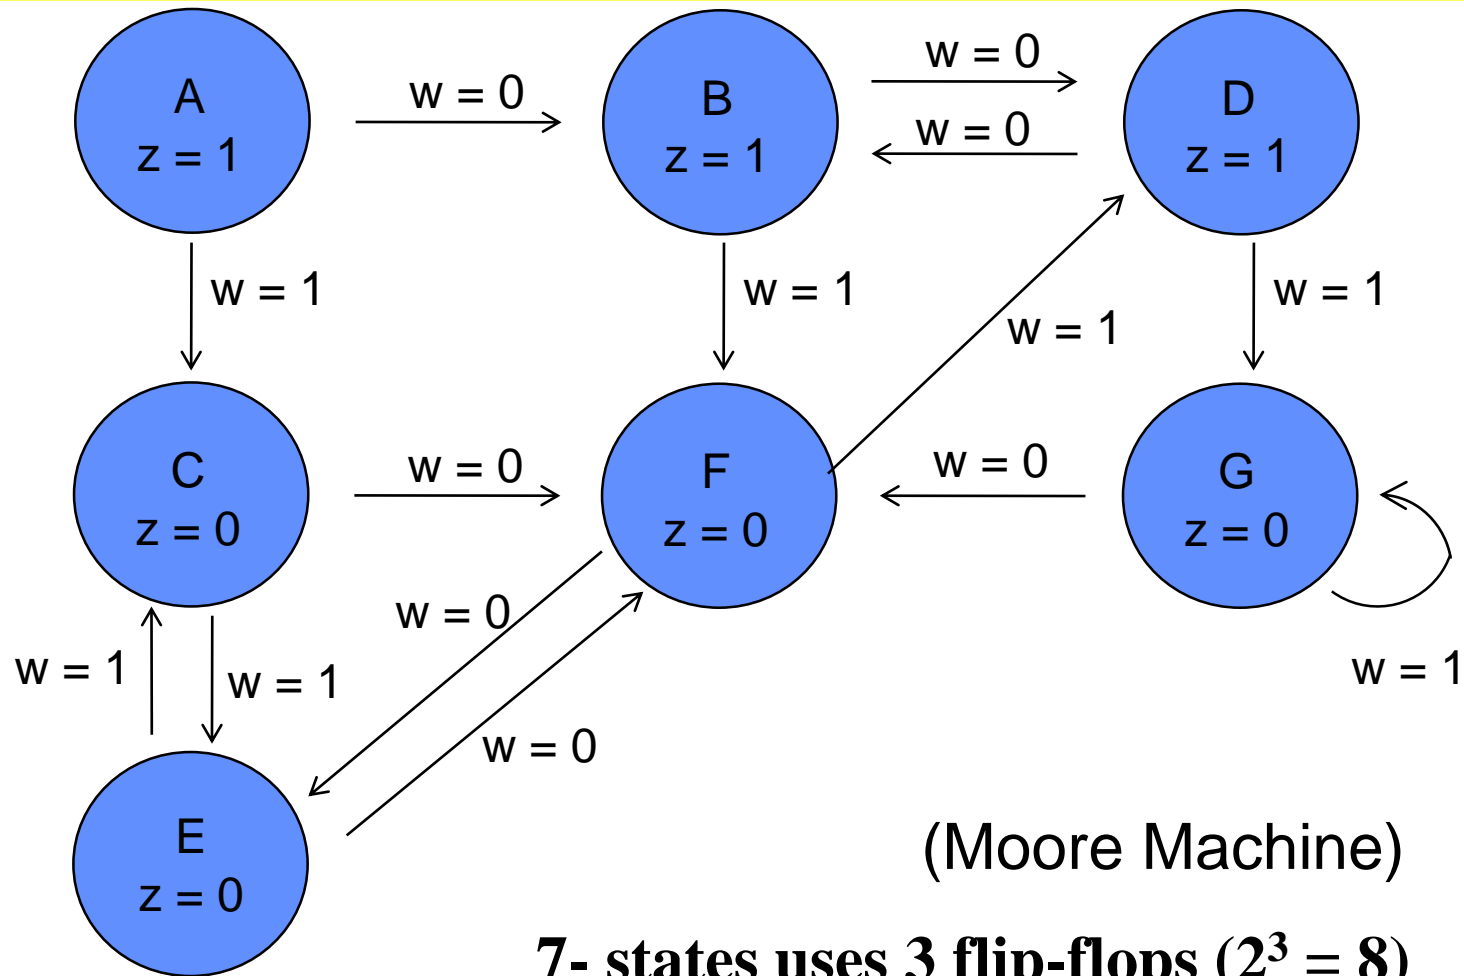 w = 0
A
z = 1
w = 0
B
z = 1
w = 0
D
z = 1
w = 1
w = 1
w = 1
w = 1
C
z = 0
w = 0
F
z = 0
w = 0
G
z = 0
w = 0
w = 1
w = 1
w = 1
w = 0
E
z = 0
(Moore Machine)
7- states uses 3 flip-flops (2³ = 8)